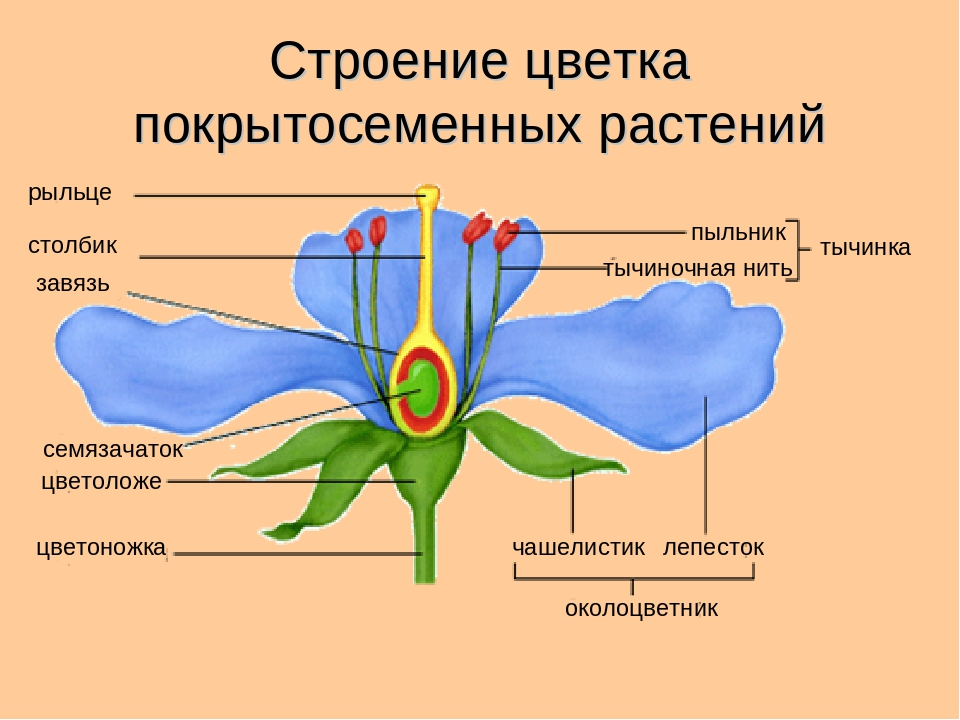 Строение цветка
покрытосеменных растений
рыльце
столбик
завязь
пыльник
тычиночная нить
тычинка
семязачаток
цветоложе
цветоножка
чашелистик
лепесток
околоцветник